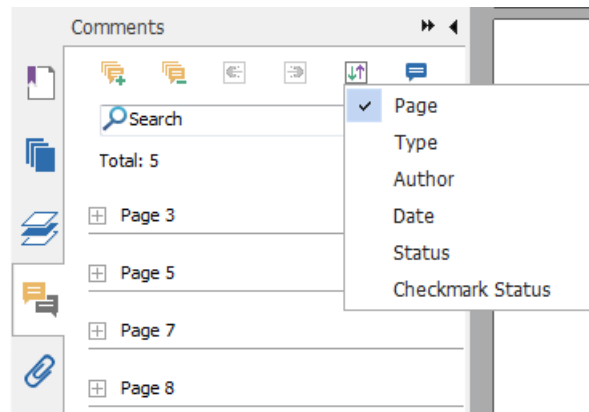 Comments
Search
Total: 5
Page 3
Page 5
Page 7
Page 8
Page
Type
Author
Date
Status
Checkmark Status